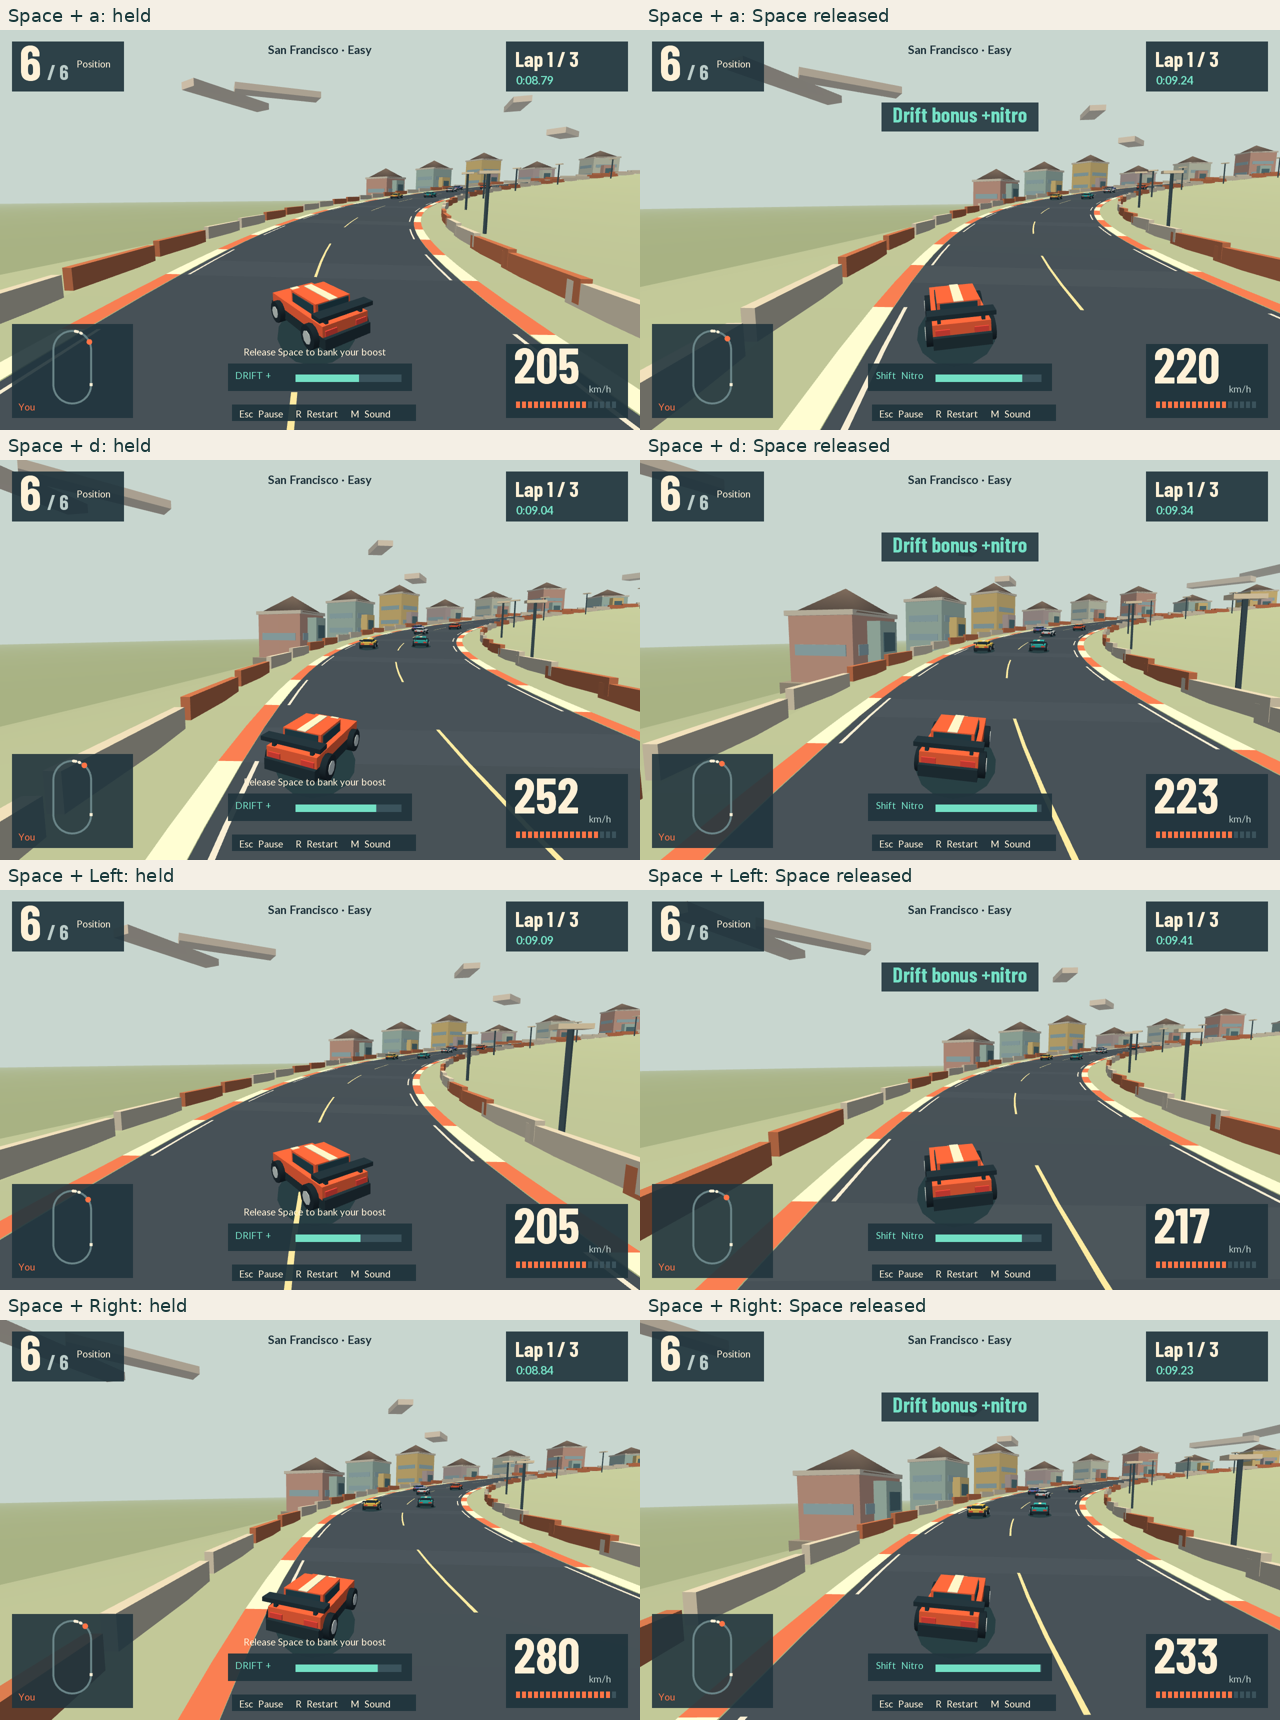 Space + a: held
6 / 6 Position
San Francisco · Easy
Lap 1 / 3
0:08.79
Release Space to bank your boost
DRIFT +
205
km/h
You
Esc Pause R Restart M Sound
Space + a: Space released
6 / 6 Position
San Francisco · Easy
Lap 1 / 3
0:09.24
Drift bonus +nitro
Shift Nitro
220
km/h
You
Esc Pause R Restart M Sound
Space + d: held
6 / 6 Position
San Francisco · Easy
Lap 1 / 3
0:09.04
Release Space to bank your boost
DRIFT +
252
km/h
You
Esc Pause R Restart M Sound
Space + d: Space released
6 / 6 Position
San Francisco · Easy
Lap 1 / 3
0:09.34
Drift bonus +nitro
Shift Nitro
223
km/h
You
Esc Pause R Restart M Sound
Space + Left: held
6 / 6 Position
San Francisco · Easy
Lap 1 / 3
0:09.09
Release Space to bank your boost
DRIFT +
205
km/h
You
Esc Pause R Restart M Sound
Space + Left: Space released
6 / 6 Position
San Francisco · Easy
Lap 1 / 3
0:09.41
Drift bonus +nitro
Shift Nitro
217
km/h
You
Esc Pause R Restart M Sound
Space + Right: held
6 / 6 Position
San Francisco · Easy
Lap 1 / 3
0:08.84
Release Space to bank your boost
DRIFT +
280
km/h
You
Esc Pause R Restart M Sound
Space + Right: Space released
6 / 6 Position
San Francisco · Easy
Lap 1 / 3
0:09.23
Drift bonus +nitro
Shift Nitro
233
km/h
You
Esc Pause R Restart M Sound